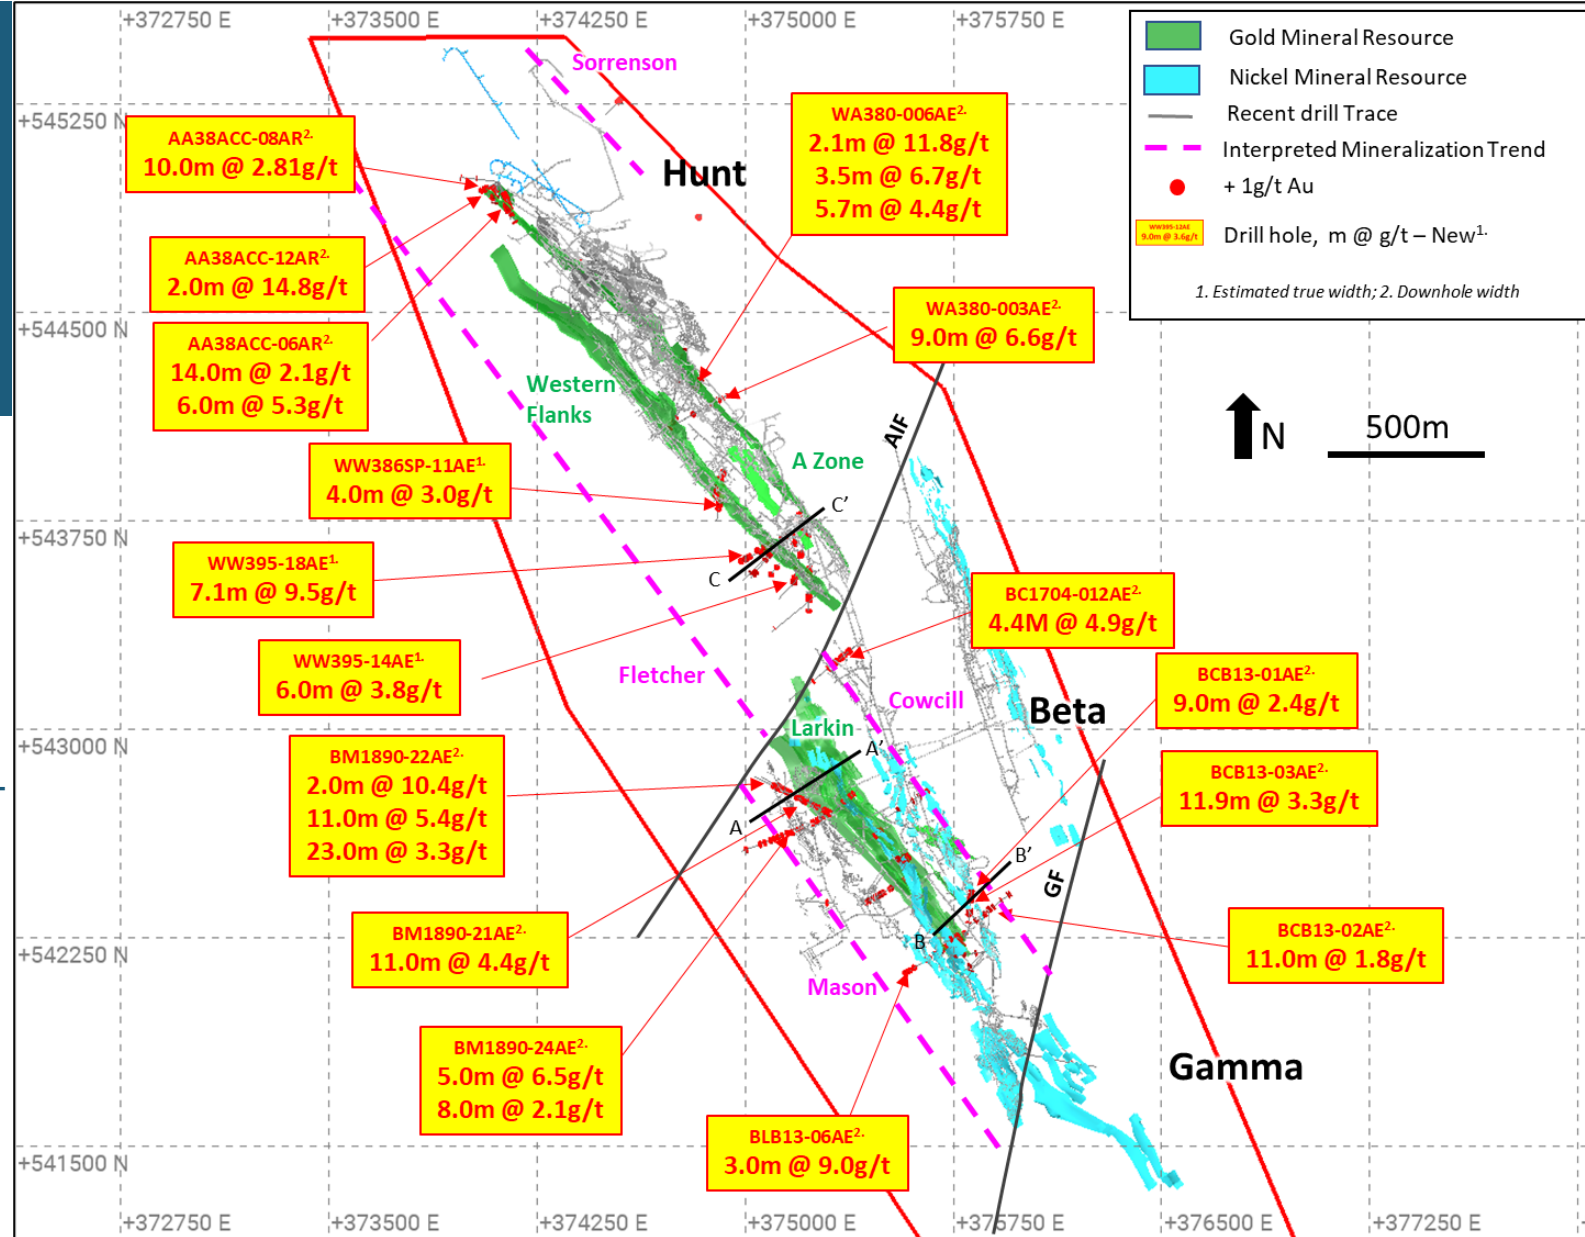 +372750 E
+373500 E
+374250 E
+375000 E
+375750 E
Gold Mineral Resource
Nickel Mineral Resource
Recent drill Trace
Interpreted Mineralization Trend
+ 1g/t Au
WW395-12AE
9.0m @ 3.6g/t
Drill hole, m @ g/t – New1.
1. Estimated true width; 2. Downhole width
Sorrenson
+545250 N
AA38ACC-08AR2.
10.0m @ 2.81g/t
Hunt
WA380-006AE2.
2.1m @ 11.8g/t
3.5m @ 6.7g/t
5.7m @ 4.4g/t
AA38ACC-12AR2.
2.0m @ 14.8g/t
+544500 N
AA38ACC-06AR2.
14.0m @ 2.1g/t
6.0m @ 5.3g/t
WA380-003AE2.
9.0m @ 6.6g/t
Western
Flanks
AIF
N
500m
A Zone
WW386SP-11AE1.
4.0m @ 3.0g/t
C'
+543750 N
C
WW395-18AE1.
7.1m @ 9.5g/t
BC1704-012AE2.
4.4M @ 4.9g/t
WW395-14AE1.
6.0m @ 3.8g/t
Fletcher
Cowcill
BCB13-01AE2.
9.0m @ 2.4g/t
Beta
Larkin
+543000 N
A'
BM1890-22AE2.
2.0m @ 10.4g/t
11.0m @ 5.4g/t
23.0m @ 3.3g/t
BCB13-03AE2.
11.9m @ 3.3g/t
A
B'
GF
BM1890-21AE2.
11.0m @ 4.4g/t
B
BCB13-02AE2.
11.0m @ 1.8g/t
+542250 N
Mason
BM1890-24AE2.
5.0m @ 6.5g/t
8.0m @ 2.1g/t
Gamma
BLB13-06AE2.
3.0m @ 9.0g/t
+541500 N
+372750 E
+373500 E
+374250 E
+375000 E
+375750 E
+376500 E
+377250 E